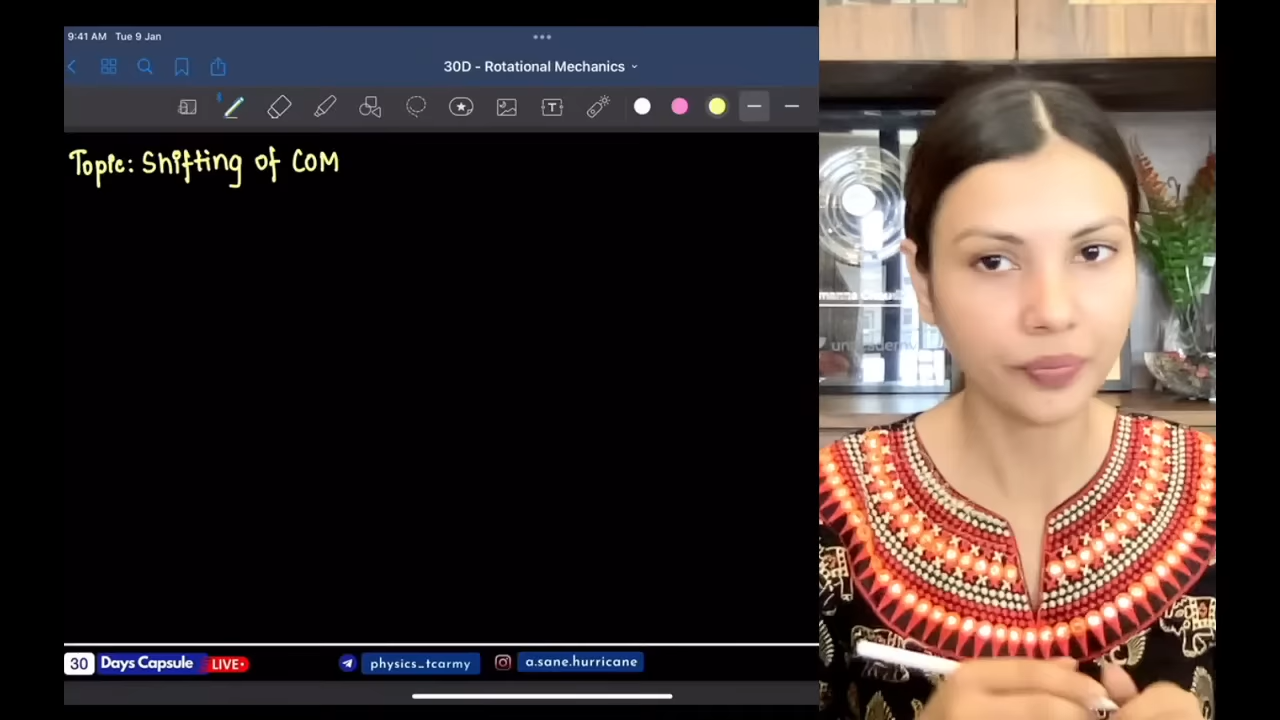 9:41 AM Tue 9 Jan
30D - Rotational Mechanics
T
Topic: Shifting of COM
30 Days Capsule LIVE
physics_tcarmy
a.sane.hurricane